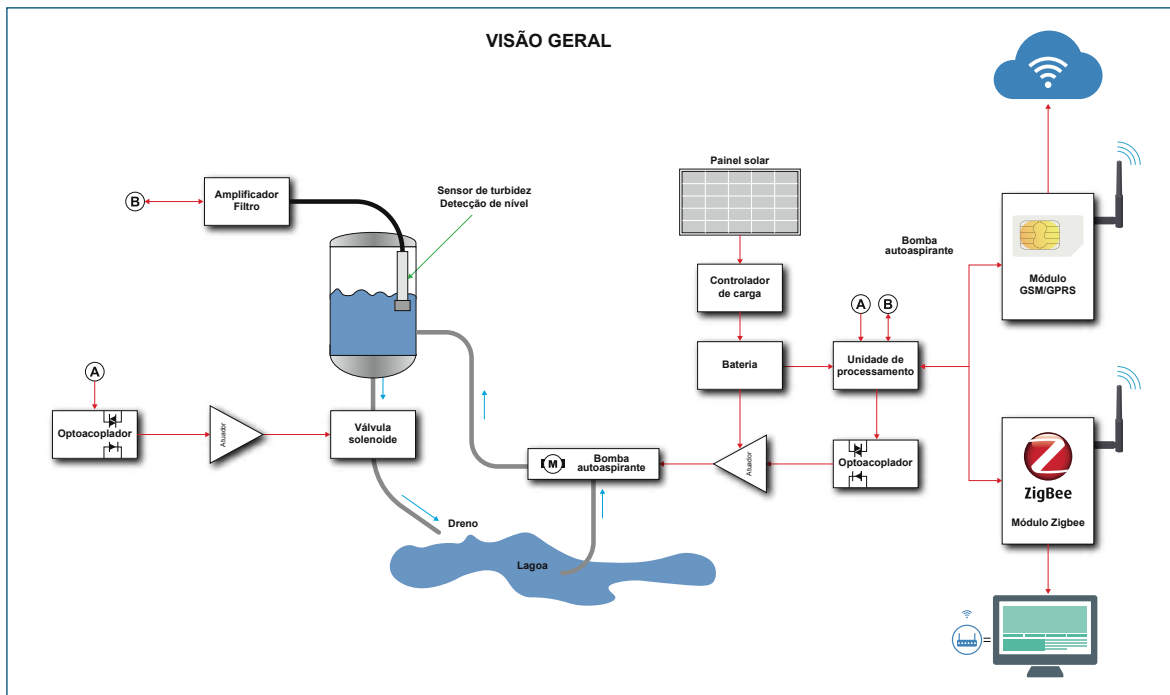 VISÃO GERAL
Painel solar
Sensor de turbidez
Detecção de nível
B
Amplificador
Filtro
Bomba
autoaspirante
Módulo
GSM/GPRS
Controlador
de carga
A
B
Bateria
Unidade de
processamento
A
Optoacoplador
Atuador
Válvula
solenoide
M
Bomba
autoaspirante
Atuador
Optoacoplador
Z
ZigBee
Módulo Zigbee
Dreno
Lagoa
=